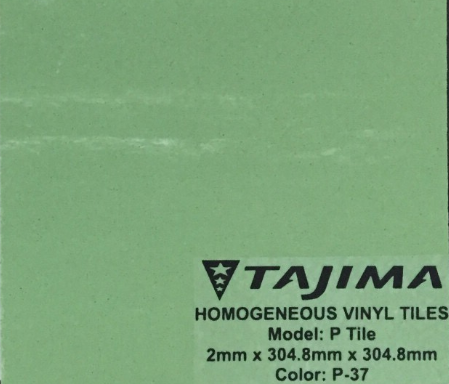 TAJIMA
HOMOGENEOUS VINYL TILES
Model: P Tile
2mm x 304.8mm x 304.8mm
Color: P-37